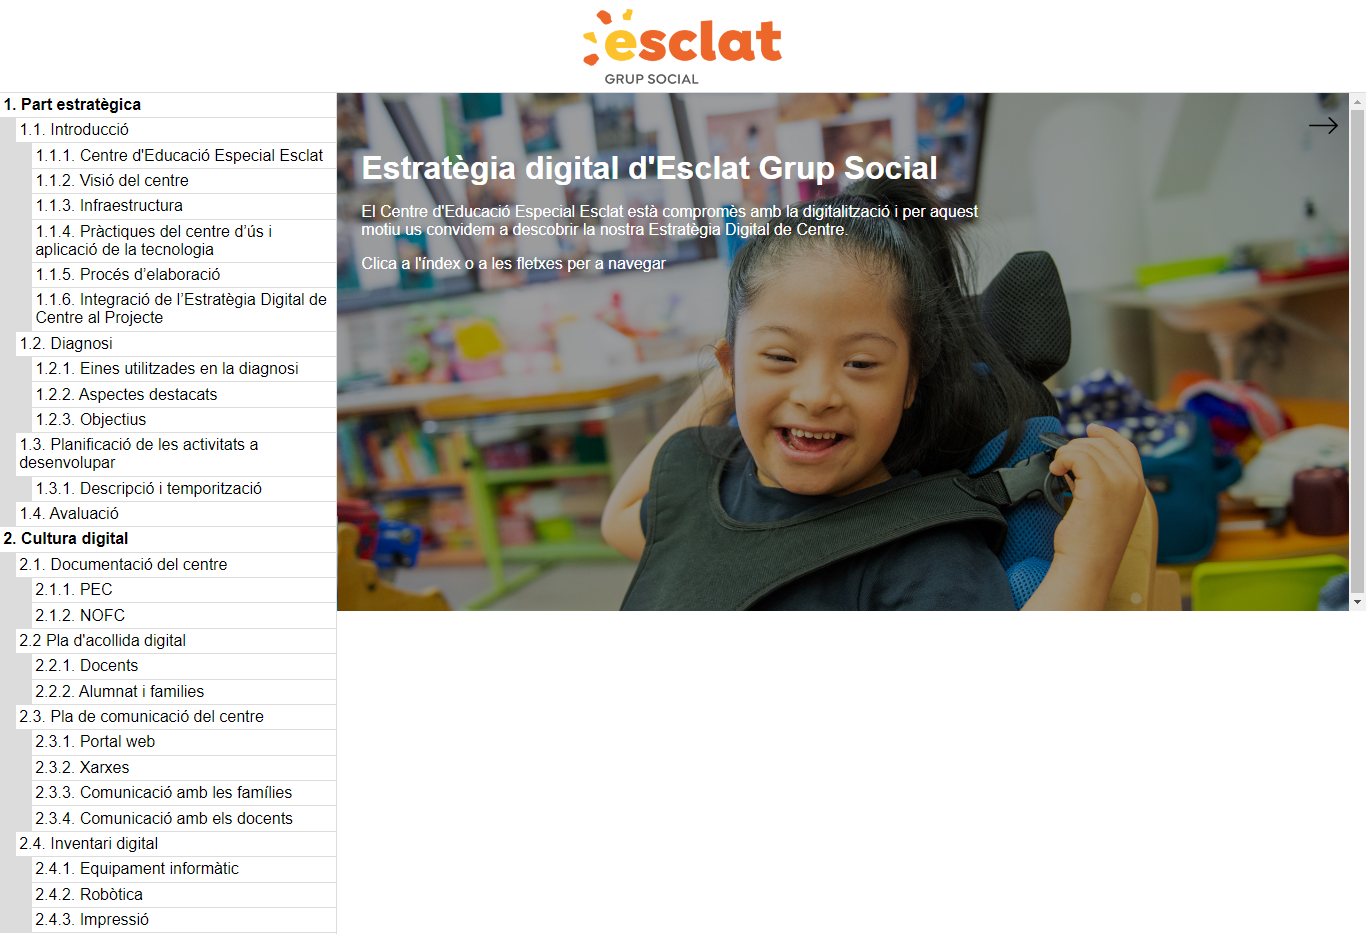 esclat
GRUP SOCIAL
1. Part estratègica
1.1. Introducció
1.1.1. Centre d'Educació Especial Esclat
1.1.2. Visió del centre
1.1.3. Infraestructura
1.1.4. Pràctiques del centre d’ús i
aplicació de la tecnologia
1.1.5. Procés d’elaboració
1.1.6. Integració de l’Estratègia Digital de
Centre al Projecte
1.2. Diagnosi
1.2.1. Eines utilitzades en la diagnosi
1.2.2. Aspectes destacats
1.2.3. Objectius
1.3. Planificació de les activitats a
desenvolupar
1.3.1. Descripció i temporització
1.4. Avaluació
2. Cultura digital
2.1. Documentació del centre
2.1.1. PEC
2.1.2. NOFC
2.2 Pla d'acollida digital
2.2.1. Docents
2.2.2. Alumnat i families
2.3. Pla de comunicació del centre
2.3.1. Portal web
2.3.2. Xarxes
2.3.3. Comunicació amb les famílies
2.3.4. Comunicació amb els docents
2.4. Inventari digital
2.4.1. Equipament informàtic
2.4.2. Robòtica
2.4.3. Impressió
Estratègia digital d'Esclat Grup Social
El Centre d'Educació Especial Esclat està compromès amb la digitalització i per aquest
motiu us convidem a descobrir la nostra Estratègia Digital de Centre.
Clica a l'índex o a les fletxes per a navegar